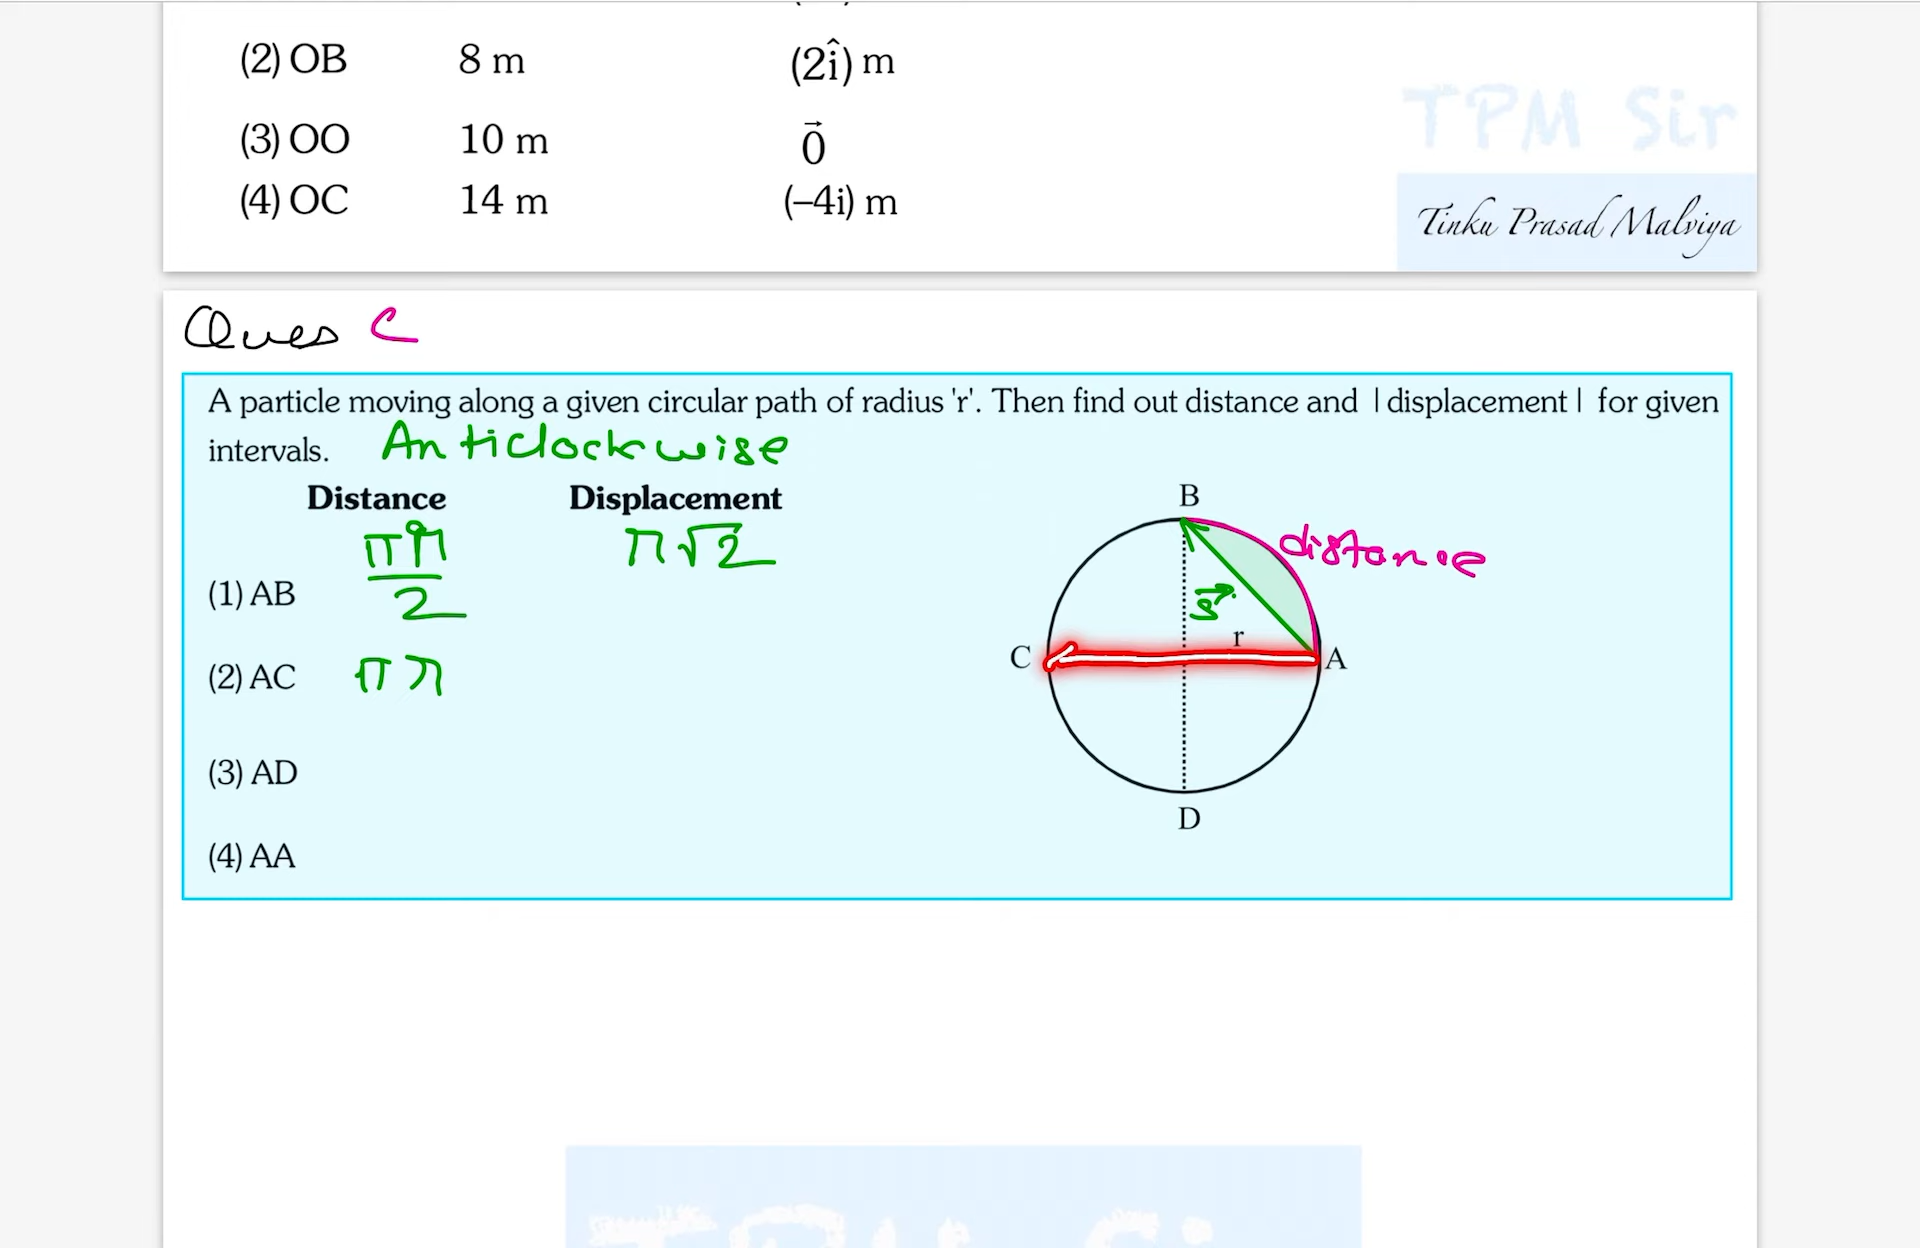 (2) OB 8 m (2î) m
TPM Sir
(3) OO 10 m 0⃗
(4) OC 14 m (–4i) m
Tinku Prasad Malviya
Ques
A particle moving along a given circular path of radius 'r'. Then find out distance and |displacement| for given
intervals. Anticlockwise
Distance Displacement
(1) AB πr/2 r√2
(2) AC πr
(3) AD
(4) AA
B
distance
s⃗
r
C
A
D